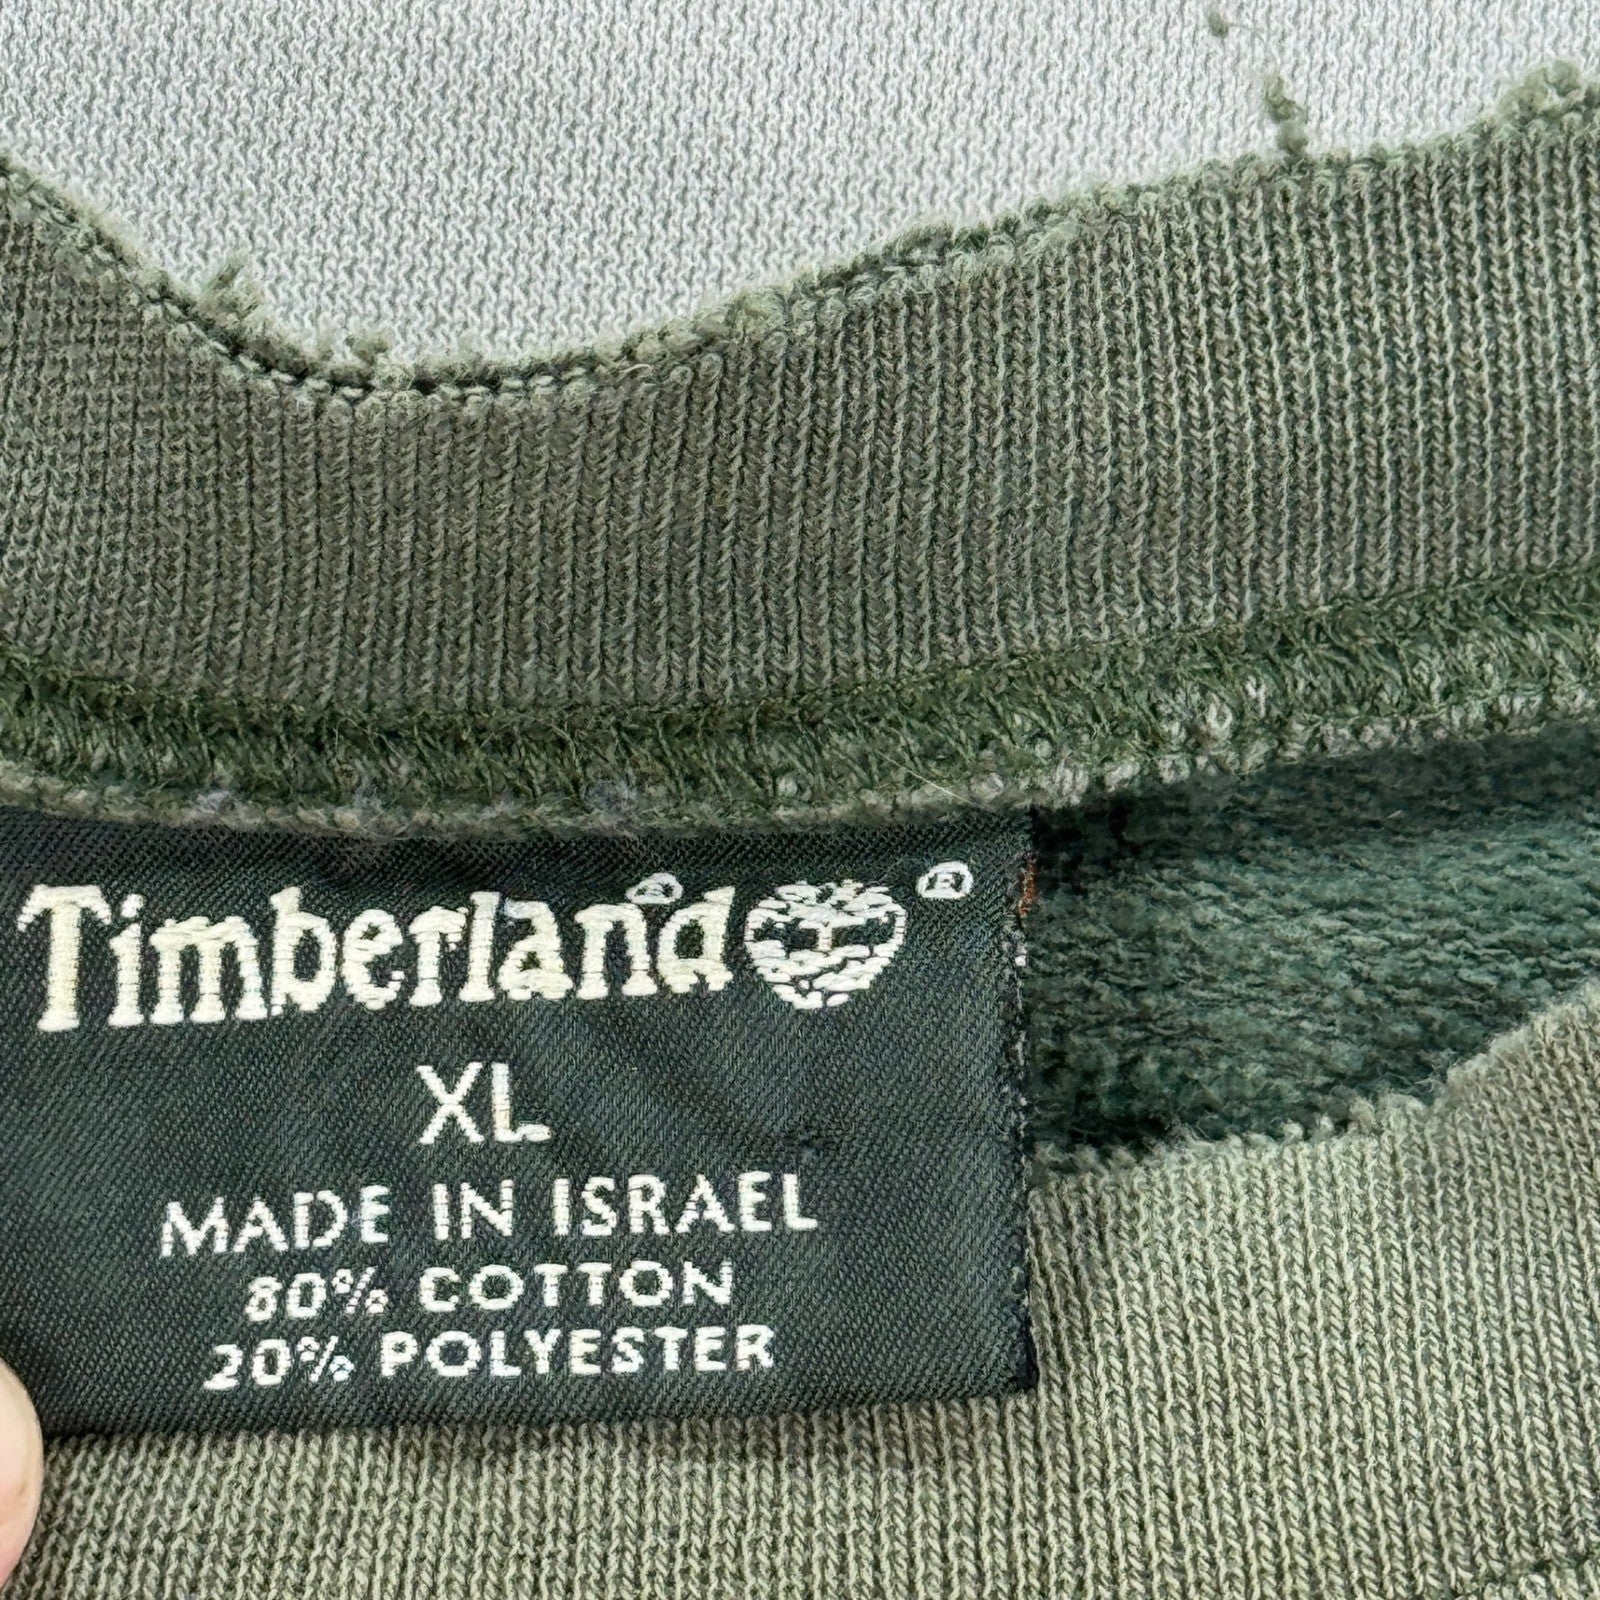 Timberland® ®
XL
MADE IN ISRAEL
80% COTTON
20% POLYESTER